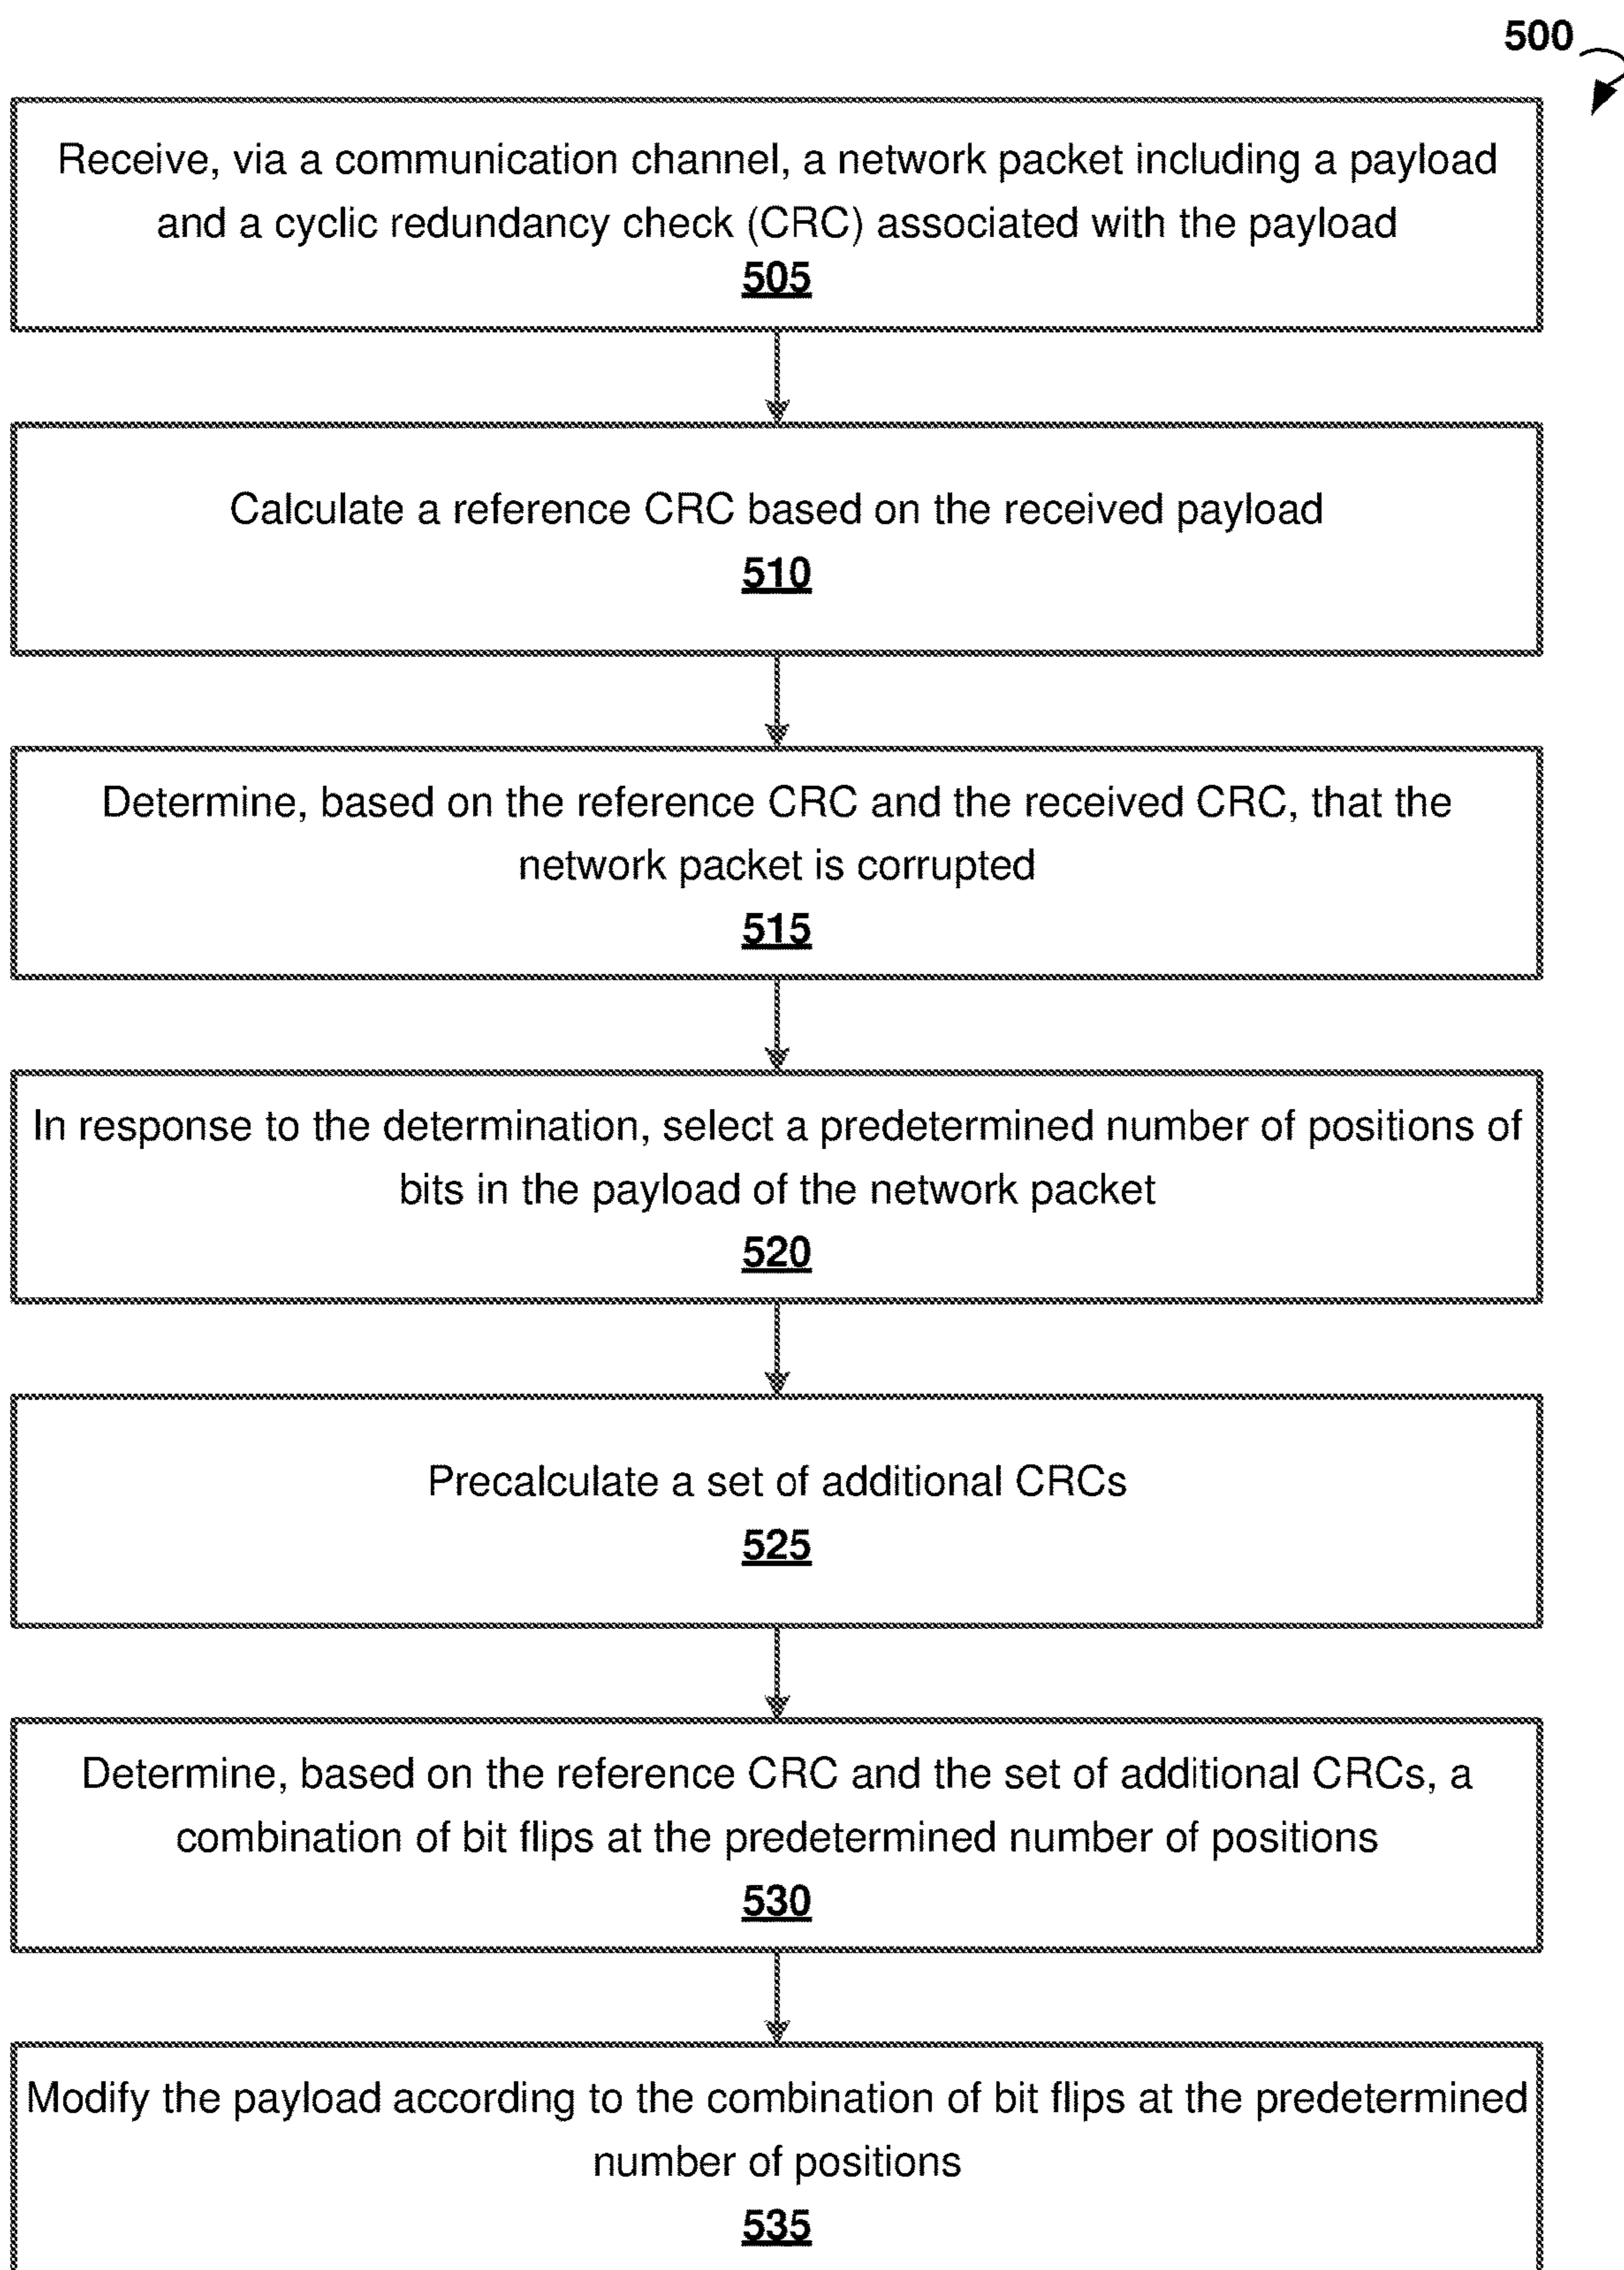 500
Receive, via a communication channel, a network packet including a payload
and a cyclic redundancy check (CRC) associated with the payload
505
Calculate a reference CRC based on the received payload
510
Determine, based on the reference CRC and the received CRC, that the
network packet is corrupted
515
In response to the determination, select a predetermined number of positions of
bits in the payload of the network packet
520
Precalculate a set of additional CRCs
525
Determine, based on the reference CRC and the set of additional CRCs, a
combination of bit flips at the predetermined number of positions
530
Modify the payload according to the combination of bit flips at the predetermined
number of positions
535